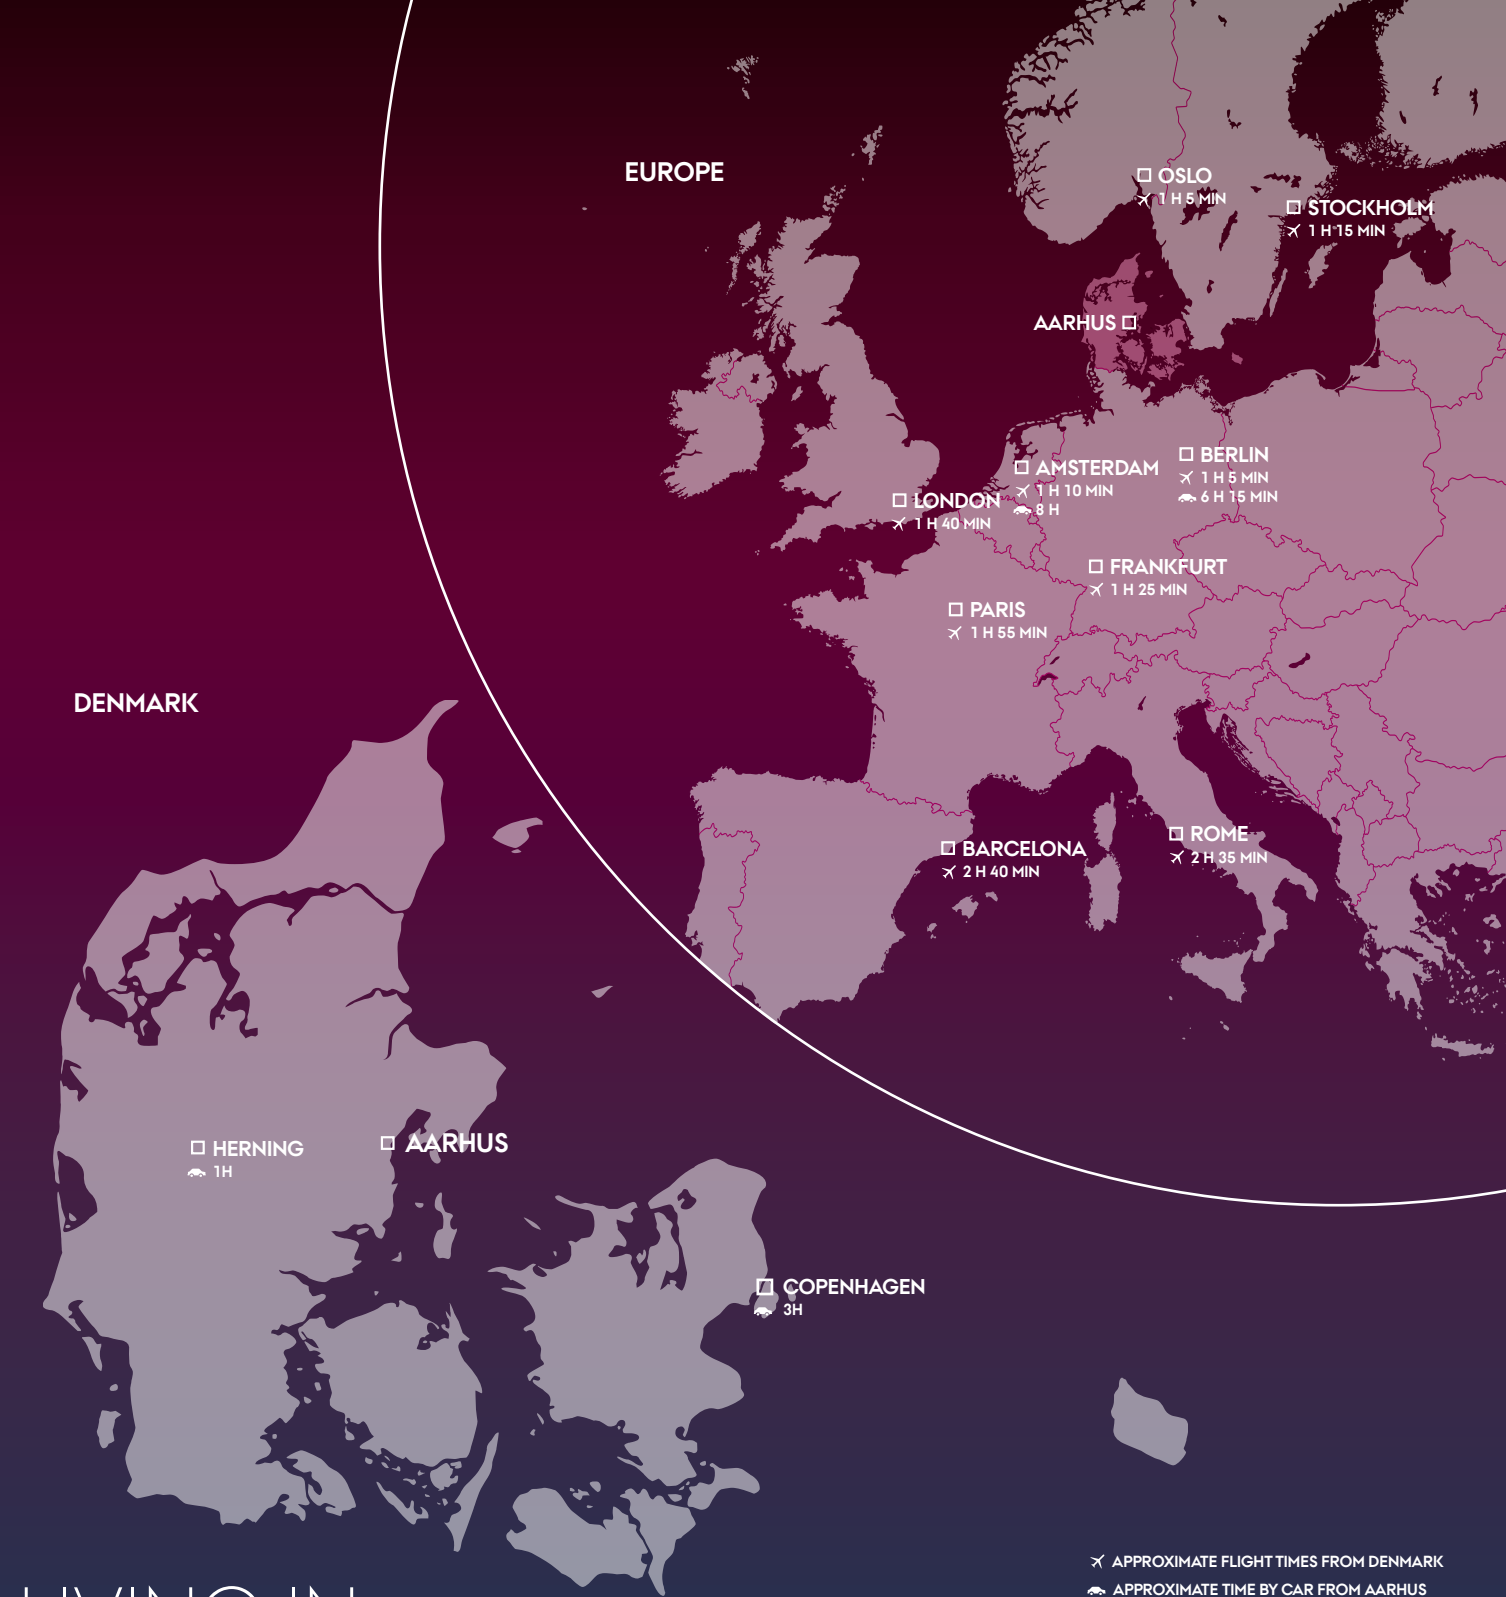 EUROPE
OSLO
1 H 5 MIN
STOCKHOLM
1 H 15 MIN
AARHUS
AMSTERDAM
1 H 10 MIN
8 H
BERLIN
1 H 5 MIN
6 H 15 MIN
LONDON
1 H 40 MIN
FRANKFURT
1 H 25 MIN
PARIS
1 H 55 MIN
BARCELONA
2 H 40 MIN
ROME
2 H 35 MIN
DENMARK
HERNING
1H
AARHUS
COPENHAGEN
3H
APPROXIMATE FLIGHT TIMES FROM DENMARK
APPROXIMATE TIME BY CAR FROM AARHUS
LIVING IN